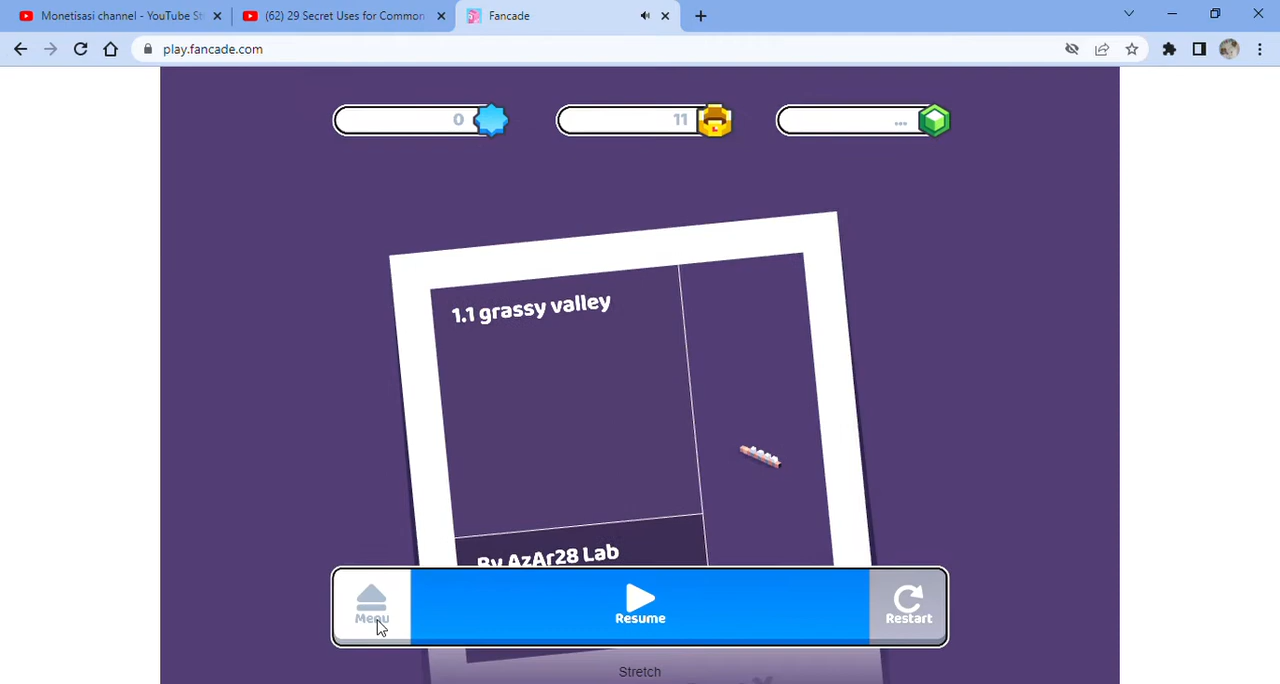 Monetisasi channel - YouTube St
(62) 29 Secret Uses for Common
Fancade
play.fancade.com
0
11
...
1.1 grassy valley
By AzAr28 Lab
Menu
Resume
Restart
Stretch